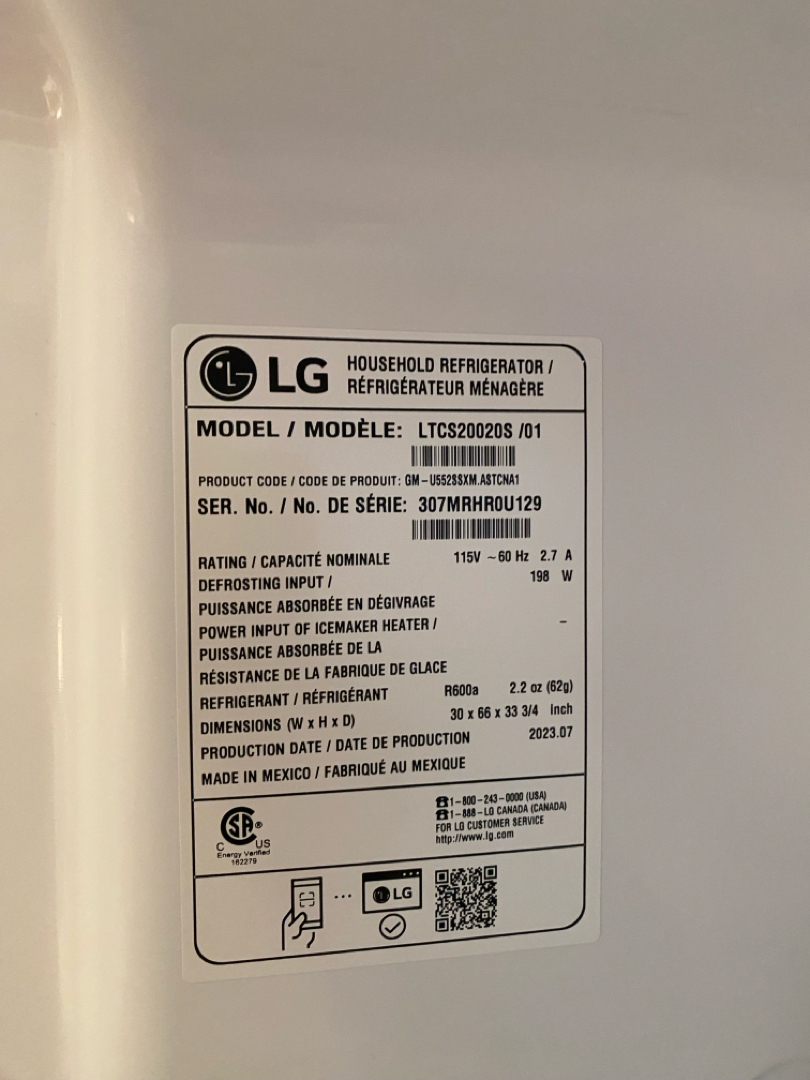 LG HOUSEHOLD REFRIGERATOR /
RÉFRIGÉRATEUR MÉNAGÈRE
MODEL / MODÈLE: LTCS20020S /01
PRODUCT CODE / CODE DE PRODUIT: GM-U552SSXM.ASTCNA1
SER. No. / No. DE SÉRIE: 307MRHR0U129
RATING / CAPACITÉ NOMINALE 115V ~60 Hz 2.7 A
DEFROSTING INPUT / 198 W
PUISSANCE ABSORBÉE EN DÉGIVRAGE
POWER INPUT OF ICEMAKER HEATER / -
PUISSANCE ABSORBÉE DE LA
RÉSISTANCE DE LA FABRIQUE DE GLACE
REFRIGERANT / RÉFRIGÉRANT R600a 2.2 oz (62g)
DIMENSIONS (W x H x D) 30 x 66 x 33 3/4 Inch
PRODUCTION DATE / DATE DE PRODUCTION 2023.07
MADE IN MEXICO / FABRIQUÉ AU MEXIQUE
☎1-800-243-0000 (USA)
☎1-888-LG CANADA (CANADA)
FOR LG CUSTOMER SERVICE
http://www.lg.com
SA®
C US
Energy Verified
162279
... LG